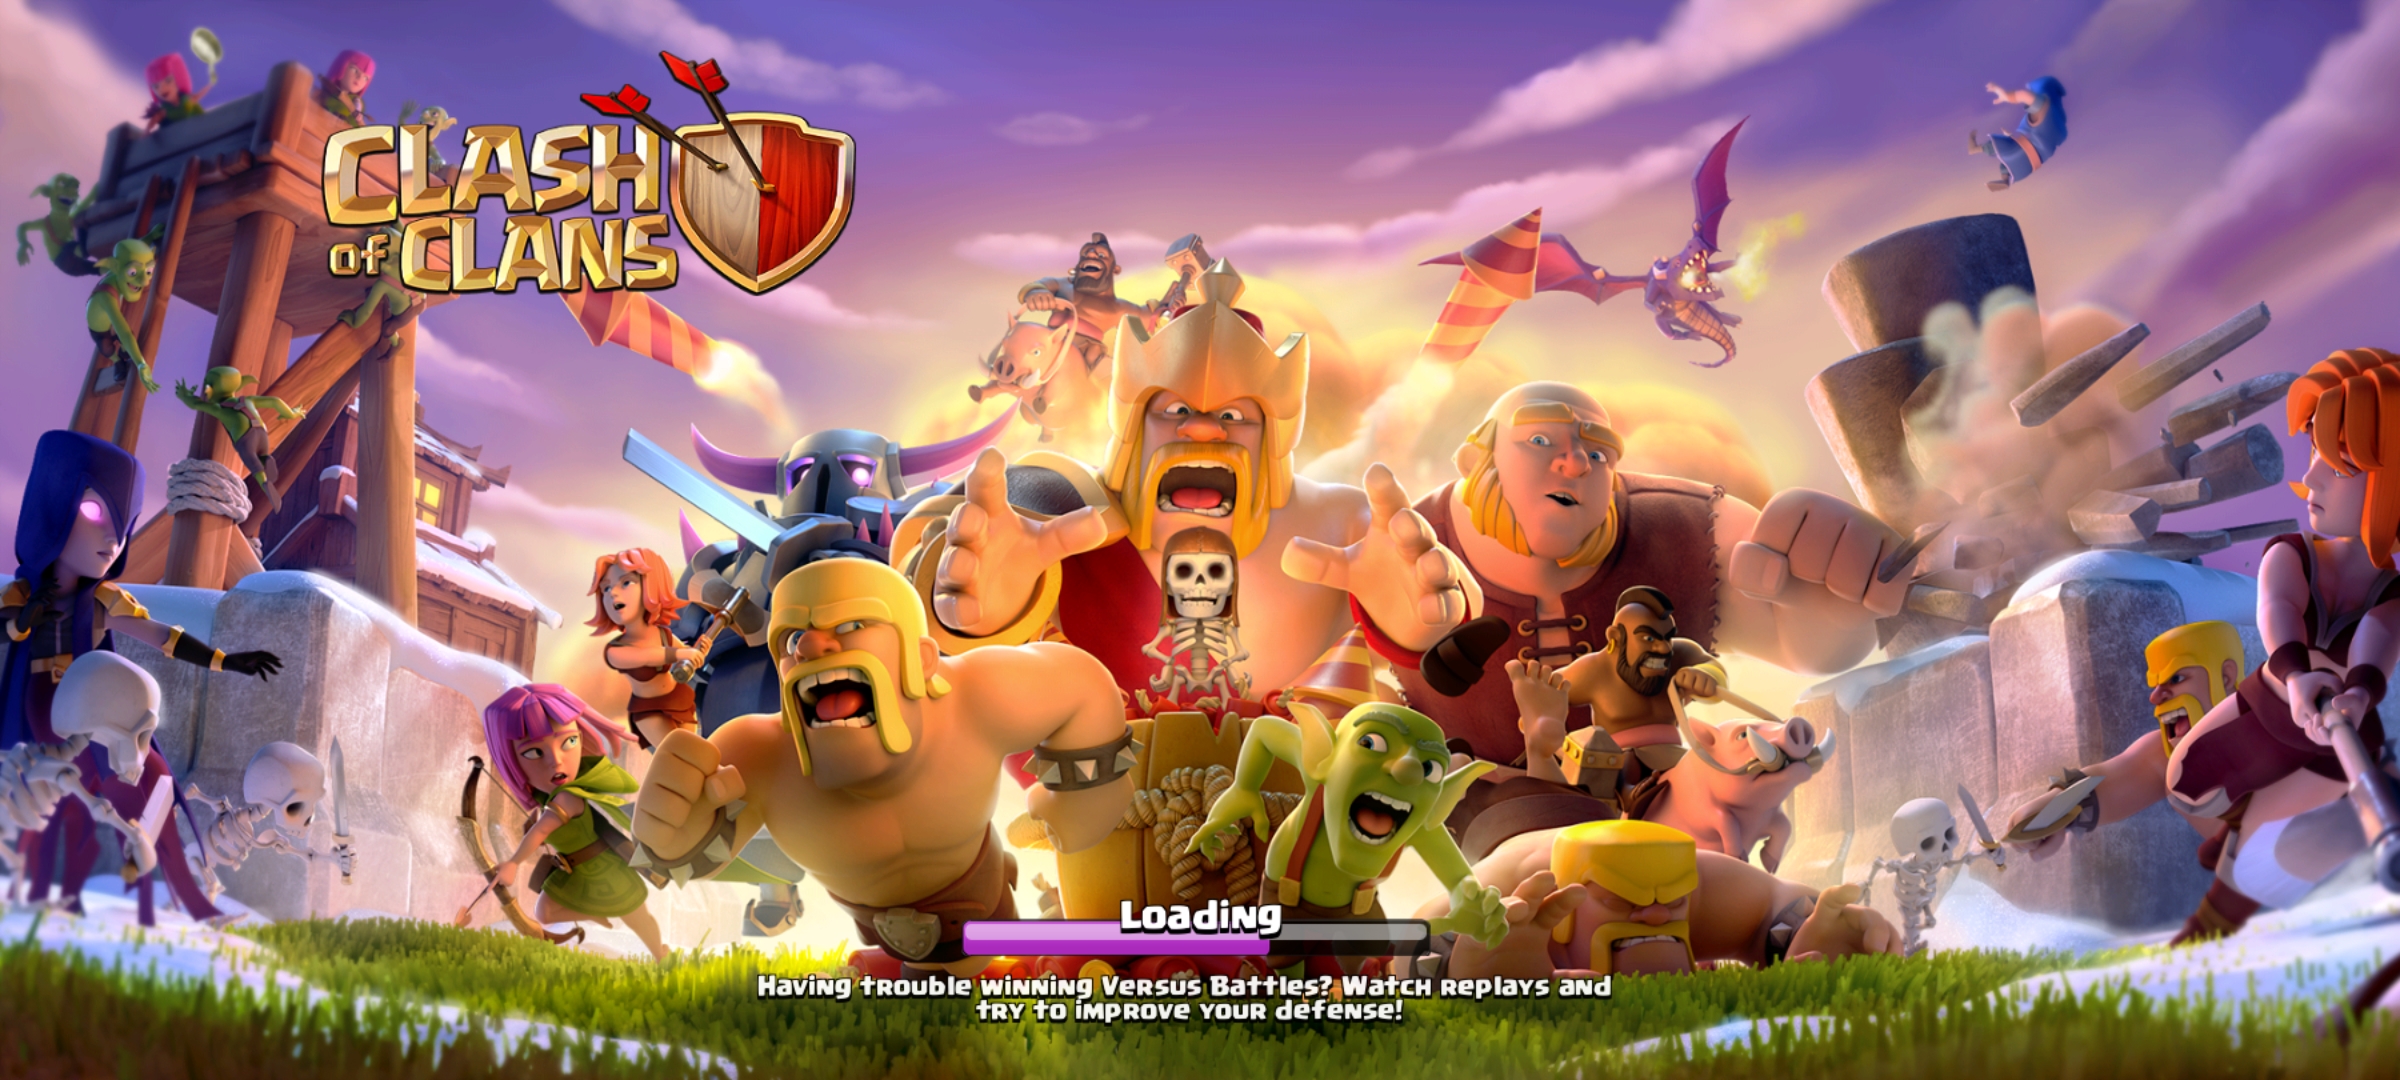 CLASH
of CLANS
Loading
Having trouble winning Versus Battles? Watch replays and
try to improve your defense!